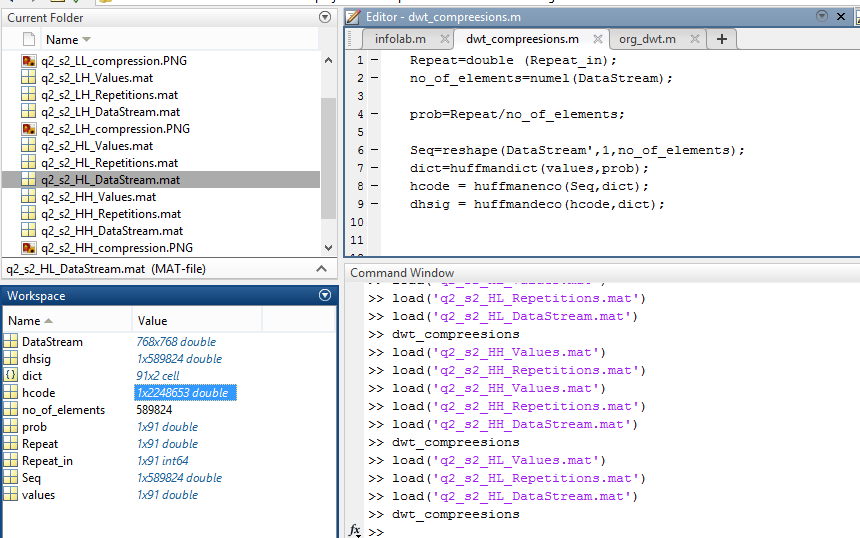 Current Folder
Name
q2_s2_LL_compression.PNG
q2_s2_LH_Values.mat
q2_s2_LH_Repetitions.mat
q2_s2_LH_DataStream.mat
q2_s2_LH_compression.PNG
q2_s2_HL_Values.mat
q2_s2_HL_Repetitions.mat
q2_s2_HL_DataStream.mat
q2_s2_HH_Values.mat
q2_s2_HH_Repetitions.mat
q2_s2_HH_DataStream.mat
q2_s2_HH_compression.PNG
q2_s2_HL_DataStream.mat (MAT-file)
Workspace
Name Value
DataStream 768x768 double
dhsig 1x589824 double
dict 91x2 cell
hcode 1x2248653 double
no_of_elements 589824
prob 1x91 double
Repeat 1x91 double
Repeat_in 1x91 int64
Seq 1x589824 double
values 1x91 double
Editor - dwt_compreesions.m
infolab.m dwt_compreesions.m org_dwt.m +
1 – Repeat=double (Repeat_in);
2 – no_of_elements=numel(DataStream);
3
4 – prob=Repeat/no_of_elements;
5
6 – Seq=reshape(DataStream',1,no_of_elements);
7 – dict=huffmandict(values,prob);
8 – hcode = huffmanenco(Seq,dict);
9 – dhsig = huffmandeco(hcode,dict);
10
11
Command Window
>> load('q2_s2_HL_Repetitions.mat')
>> load('q2_s2_HL_DataStream.mat')
>> dwt_compreesions
>> load('q2_s2_HH_Values.mat')
>> load('q2_s2_HH_Repetitions.mat')
>> load('q2_s2_HH_Values.mat')
>> load('q2_s2_HH_Repetitions.mat')
>> load('q2_s2_HH_DataStream.mat')
>> dwt_compreesions
>> load('q2_s2_HL_Values.mat')
>> load('q2_s2_HL_Repetitions.mat')
>> load('q2_s2_HL_DataStream.mat')
>> dwt_compreesions
fx >>